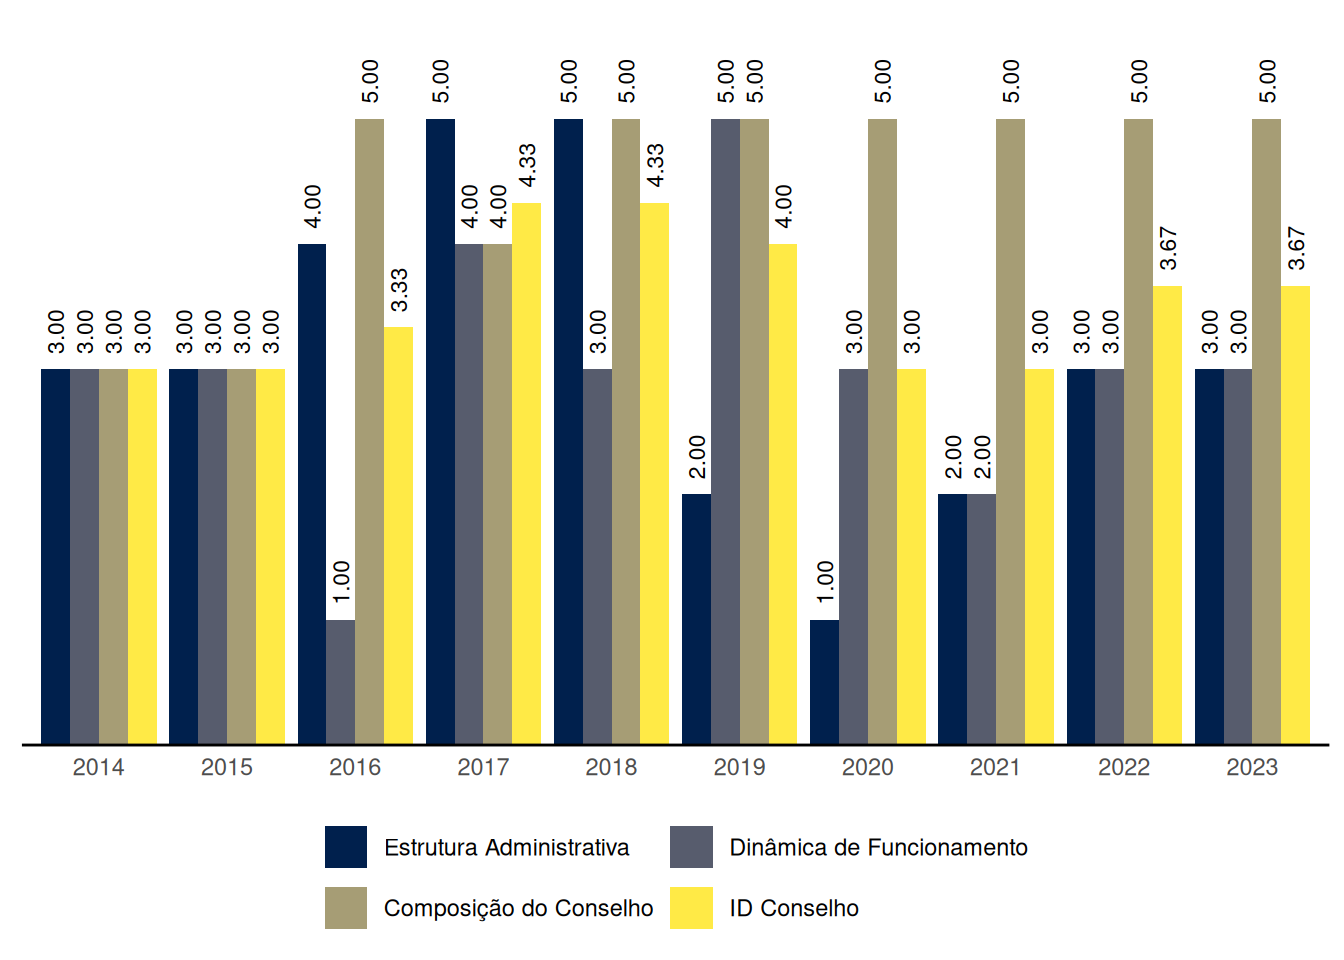 3.00 3.00 3.00 3.00
3.00 3.00 3.00 3.00
4.00 1.00 5.00 3.33
5.00 4.00 4.00 4.33
5.00 3.00 5.00 4.33
2.00 5.00 5.00 4.00
1.00 3.00 5.00 3.00
2.00 2.00 5.00 3.00
3.00 3.00 5.00 3.67
3.00 3.00 5.00 3.67
2014 2015 2016 2017 2018 2019 2020 2021 2022 2023
Estrutura Administrativa Dinâmica de Funcionamento
Composição do Conselho ID Conselho